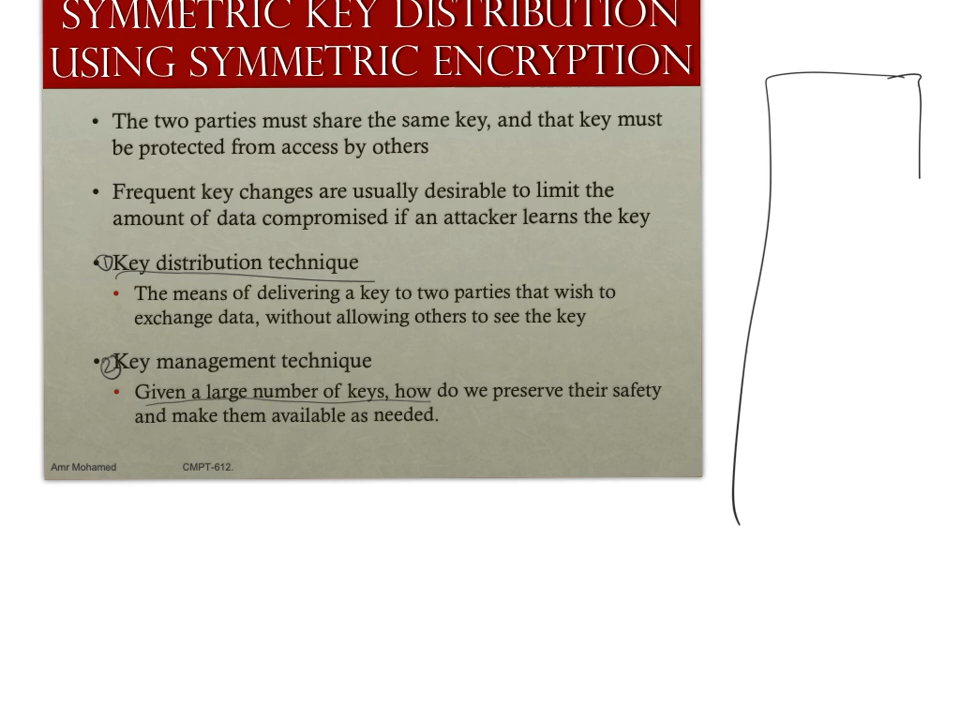 SYMMETRIC KEY DISTRIBUTION
USING SYMMETRIC ENCRYPTION
• The two parties must share the same key, and that key must
be protected from access by others
• Frequent key changes are usually desirable to limit the
amount of data compromised if an attacker learns the key
• ① Key distribution technique
• The means of delivering a key to two parties that wish to
exchange data, without allowing others to see the key
• ② Key management technique
• Given a large number of keys, how do we preserve their safety
and make them available as needed.
Amr Mohamed CMPT-612.